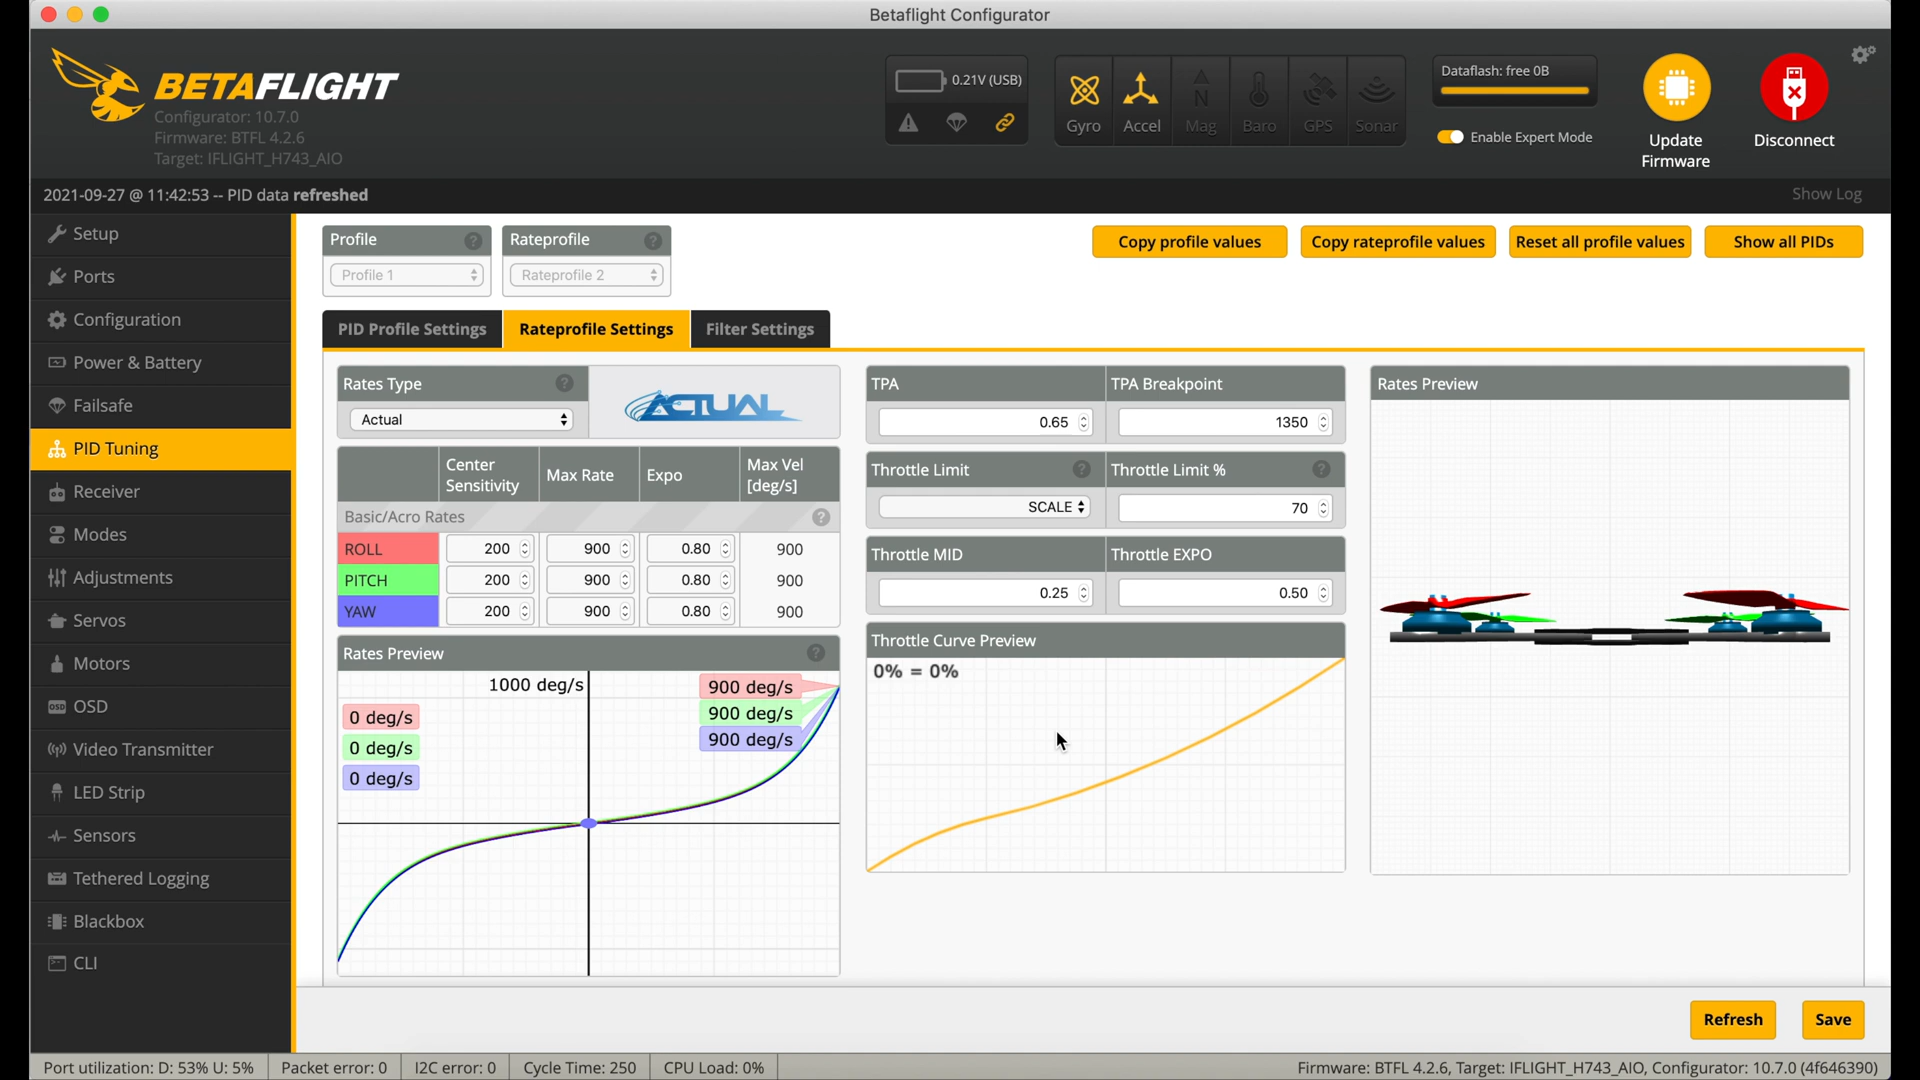 Betaflight Configurator
BETAFLIGHT
Configurator: 10.7.0
Firmware: BTFL 4.2.6
Target: IFLIGHT_H743_AIO
0.21V (USB)
Gyro
Accel
N
Mag
Baro
GPS
Sonar
Dataflash: free 0B
Enable Expert Mode
Update
Firmware
Disconnect
2021-09-27 @ 11:42:53 -- PID data refreshed
Show Log
Setup
Ports
Configuration
Power & Battery
Failsafe
PID Tuning
Receiver
Modes
Adjustments
Servos
Motors
OSD OSD
Video Transmitter
LED Strip
Sensors
Tethered Logging
Blackbox
CLI
Profile ?
Profile 1
Rateprofile ?
Rateprofile 2
Copy profile values
Copy rateprofile values
Reset all profile values
Show all PIDs
PID Profile Settings
Rateprofile Settings
Filter Settings
Rates Type ?
Actual
ACTUAL
Center
Sensitivity
Max Rate
Expo
Max Vel
[deg/s]
Basic/Acro Rates ?
ROLL 200 900 0.80 900
PITCH 200 900 0.80 900
YAW 200 900 0.80 900
Rates Preview ?
1000 deg/s
0 deg/s
0 deg/s
0 deg/s
900 deg/s
900 deg/s
900 deg/s
TPA
0.65
TPA Breakpoint
1350
Throttle Limit ?
SCALE
Throttle Limit % ?
70
Throttle MID
0.25
Throttle EXPO
0.50
Throttle Curve Preview
0% = 0%
Rates Preview
Refresh
Save
Port utilization: D: 53% U: 5%
Packet error: 0
I2C error: 0
Cycle Time: 250
CPU Load: 0%
Firmware: BTFL 4.2.6, Target: IFLIGHT_H743_AIO, Configurator: 10.7.0 (4f646390)